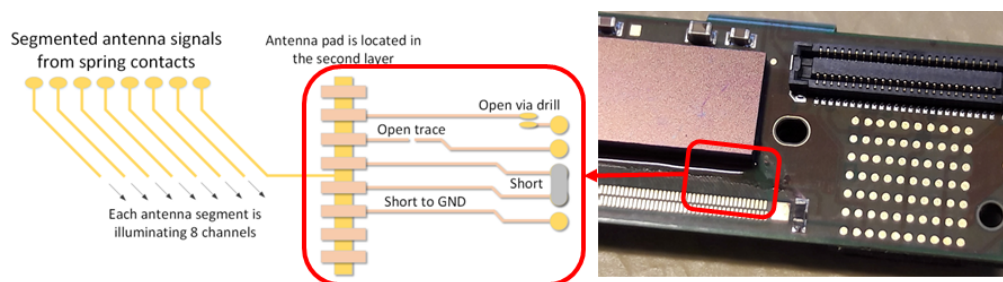 Segmented antenna signals
from spring contacts
Each antenna segment is
illuminating 8 channels
Antenna pad is located in
the second layer
Open via drill
Open trace
Short
Short to GND